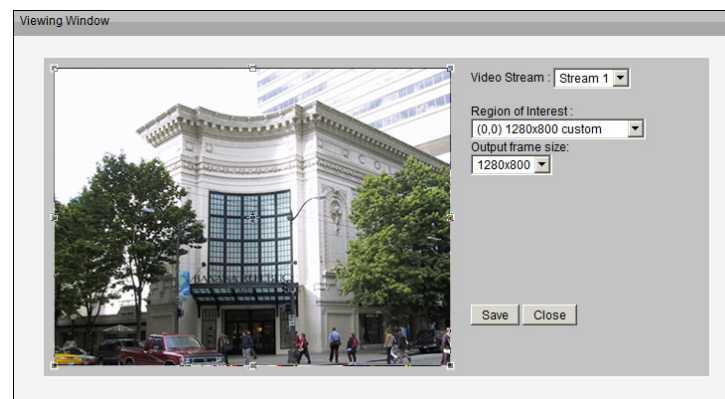 Viewing Window
Video Stream : Stream 1
Region of Interest :
(0,0) 1280x800 custom
Output frame size:
1280x800
Save Close